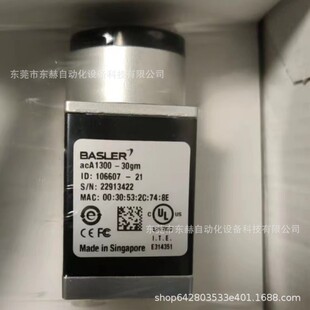 东莞市东赫自动化设备科技有限公司
BASLER
acA1300 - 30gm
ID: 106607 - 21
S/N: 22913422
MAC: 00:30:53:2C:74:8E
东莞市东赫自动化设备科技有限公司
UL
I.T.E.
Made in Singapore
E314351
shop642803533e401.1688.com